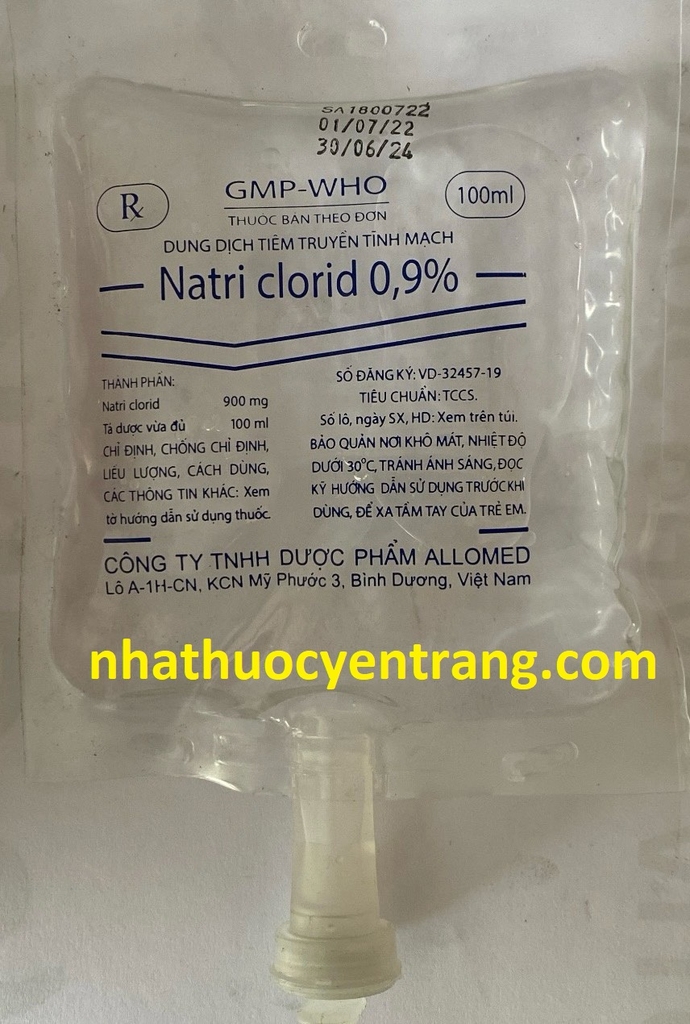 SA1800722
01/07/22
30/06/24
Rx
GMP-WHO
100ml
THUỐC BÁN THEO ĐƠN
DUNG DỊCH TIÊM TRUYỀN TĨNH MẠCH
Natri clorid 0,9%
THÀNH PHẦN:
Natri clorid 900 mg
Tá dược vừa đủ 100 ml
CHỈ ĐỊNH, CHỐNG CHỈ ĐỊNH,
LIỀU LƯỢNG, CÁCH DÙNG,
CÁC THÔNG TIN KHÁC: Xem
tờ hướng dẫn sử dụng thuốc.
SỐ ĐĂNG KÝ: VD-32457-19
TIÊU CHUẨN: TCCS.
Số lô, ngày SX, HD: Xem trên túi.
BẢO QUẢN NƠI KHÔ MÁT, NHIỆT ĐỘ
DƯỚI 30°C, TRÁNH ÁNH SÁNG, ĐỌC
KỸ HƯỚNG DẪN SỬ DỤNG TRƯỚC KHI
DÙNG, ĐỂ XA TẦM TAY CỦA TRẺ EM.
CÔNG TY TNHH DƯỢC PHẨM ALLOMED
Lô A-1H-CN, KCN Mỹ Phước 3, Bình Dương, Việt Nam
nhathuocyentrang.com